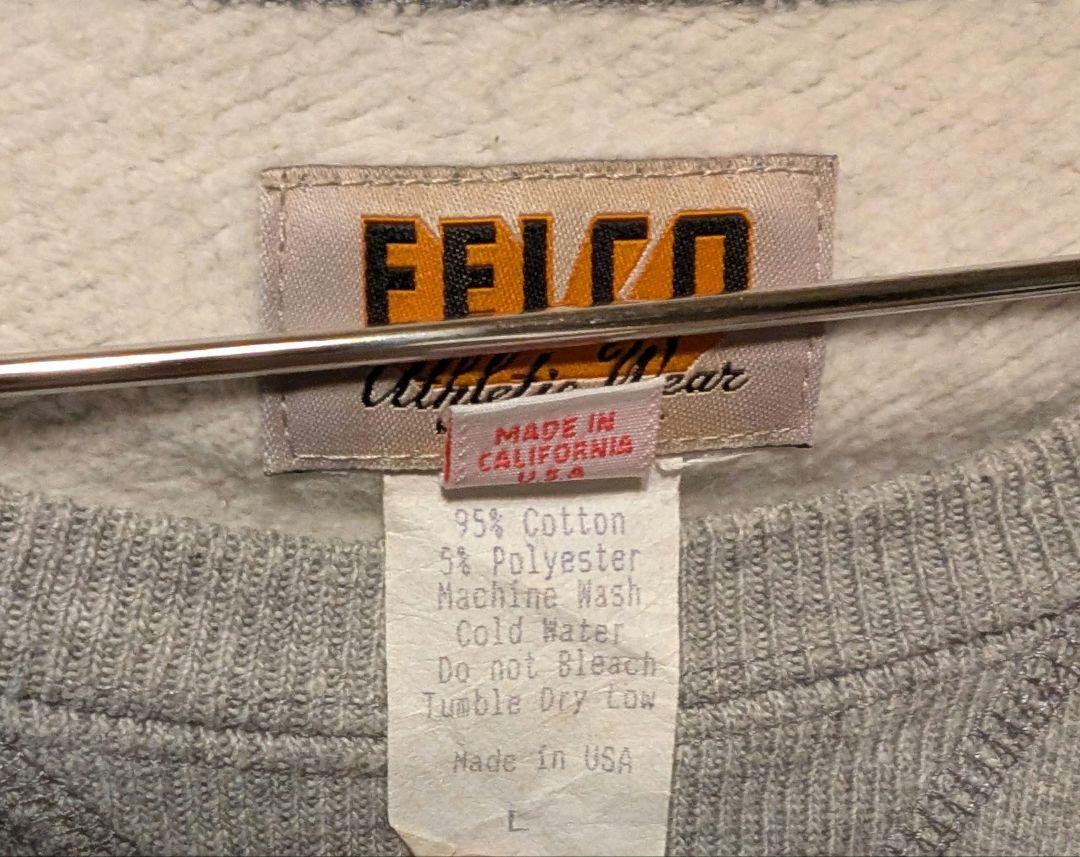 FELCO
Athletic Wear
MADE IN
CALIFORNIA
USA
95% Cotton
5% Polyester
Machine Wash
Cold Water
Do not Bleach
Tumble Dry Low
Made in USA
L